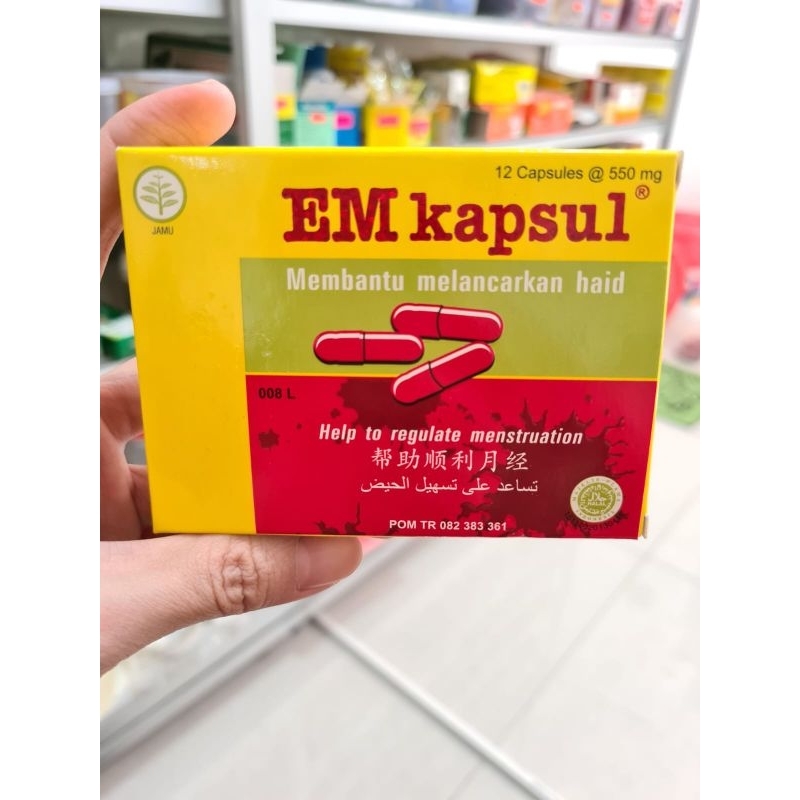 12 Capsules @ 550 mg
EM kapsul®
JAMU
Membantu melancarkan haid
008 L
Help to regulate menstruation
帮助顺利月经
تساعد على تسهيل الحيض
HALAL
POM TR 082 383 361